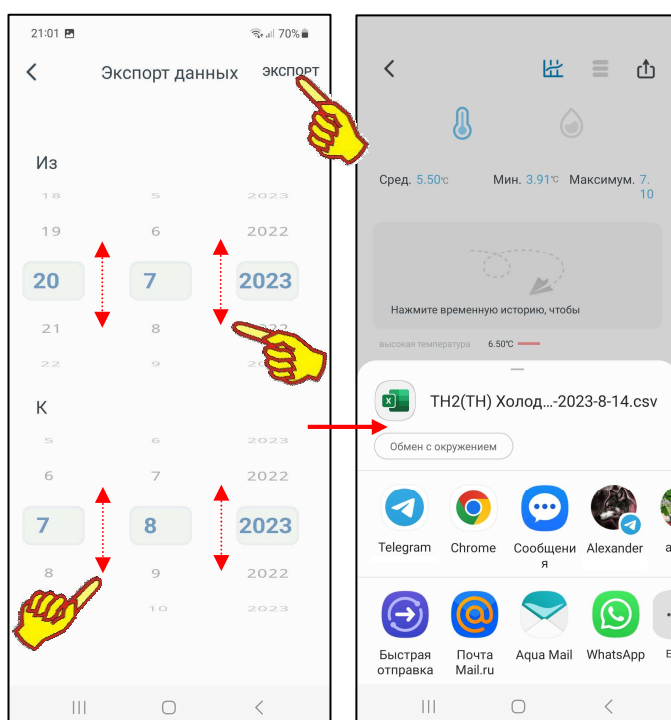 21:01
70%
Экспорт данных ЭКСПОРТ
Из
18 5 2023
19 6 2022
20 7 2023
21 8
22 9
К
5 6 2023
6 7 2022
7 8 2023
8 9 2022
10 2023
Сред. 5.50°C Мин. 3.91°C Максимум. 7.
10
Нажмите временную историю, чтобы
высокая температура 6.50°C
TH2(TH) Холод...-2023-8-14.csv
Обмен с окружением
Telegram Chrome Сообщени Alexander a
я
Быстрая Почта Aqua Mail WhatsApp
отправка Mail.ru